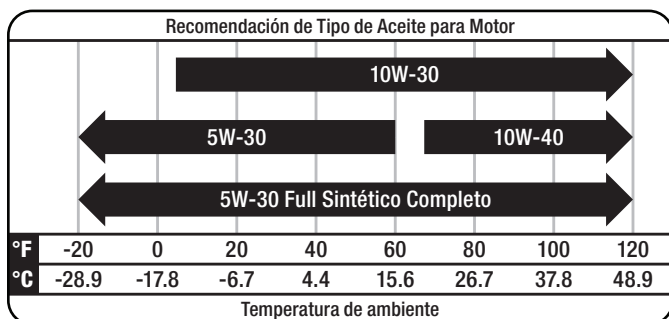 Recomendación de Tipo de Aceite para Motor
10W-30
5W-30 10W-40
5W-30 Full Sintético Completo
°F -20 0 20 40 60 80 100 120
°C -28.9 -17.8 -6.7 4.4 15.6 26.7 37.8 48.9
Temperatura de ambiente